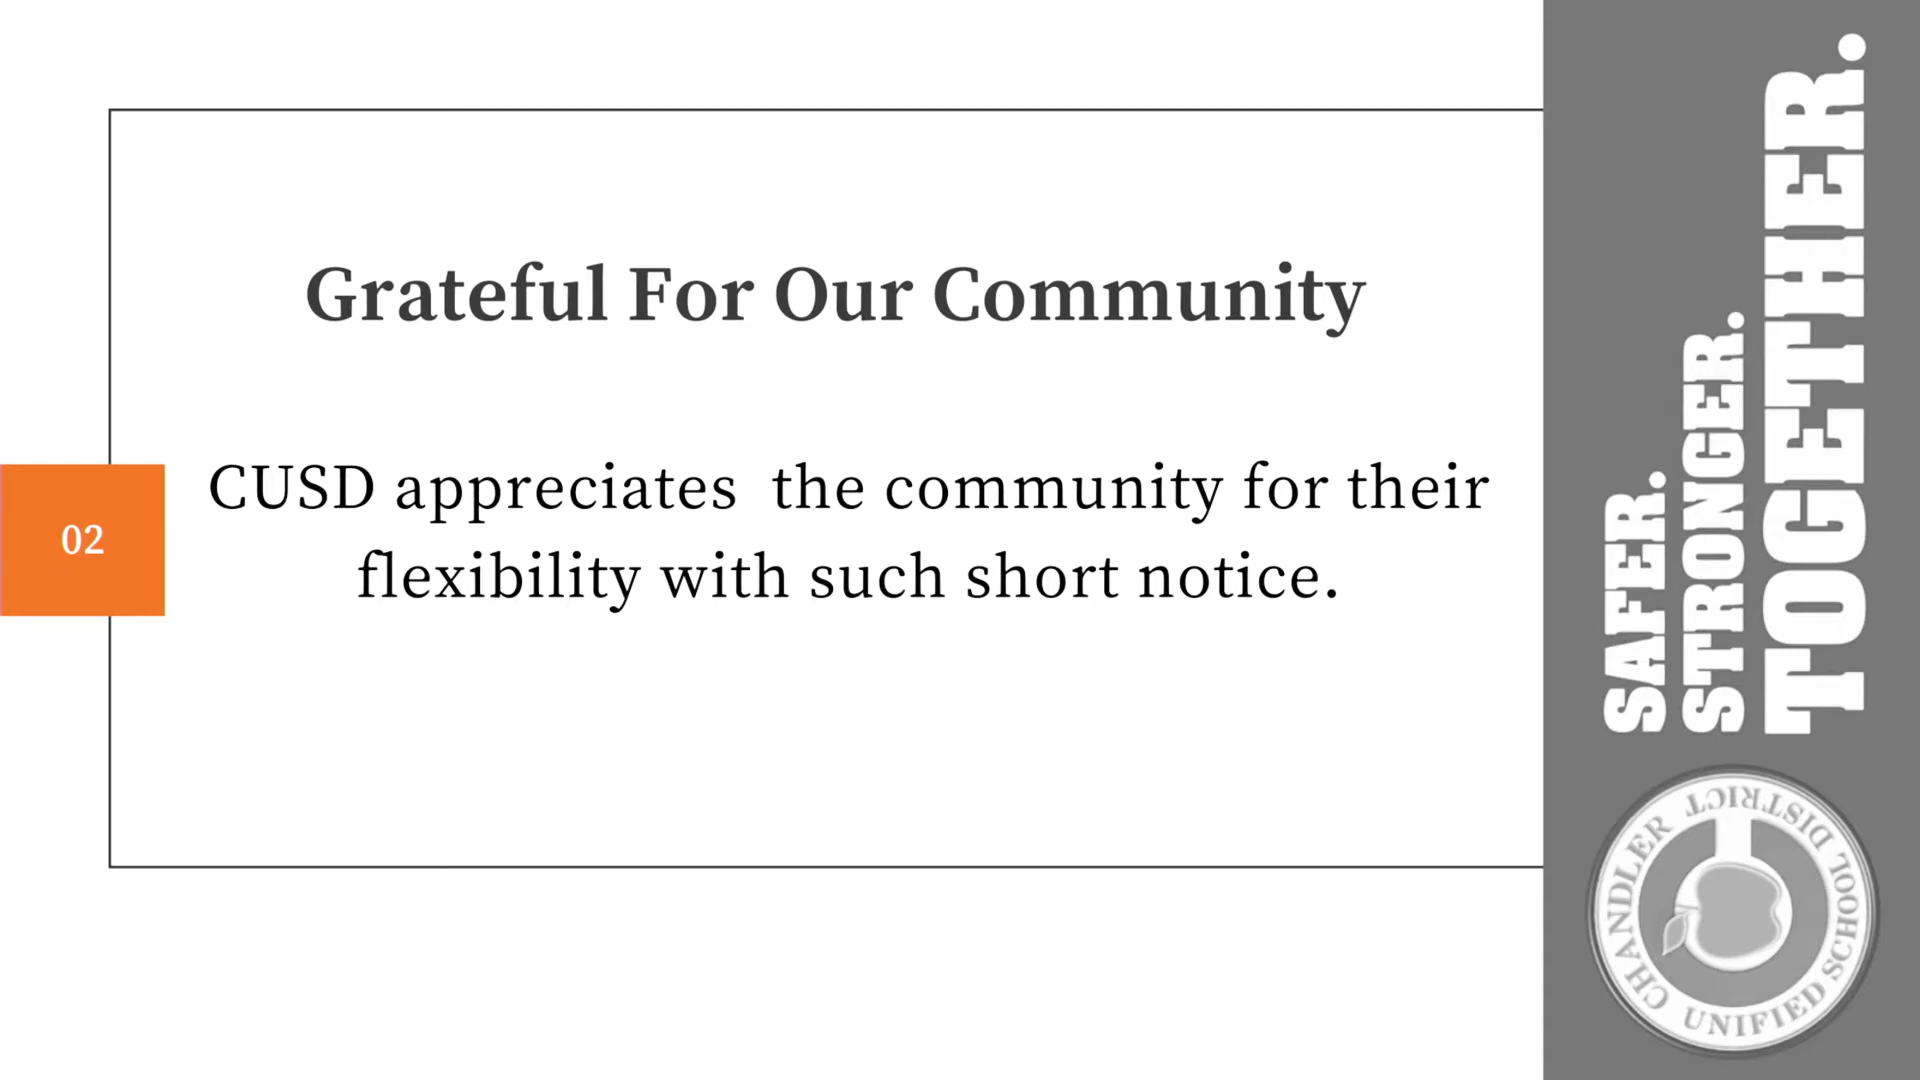 Grateful For Our Community
CUSD appreciates  the community for their
flexibility with such short notice.
02
SAFER.
STRONGER.
TOGETHER.
CHANDLER UNIFIED SCHOOL DISTRICT